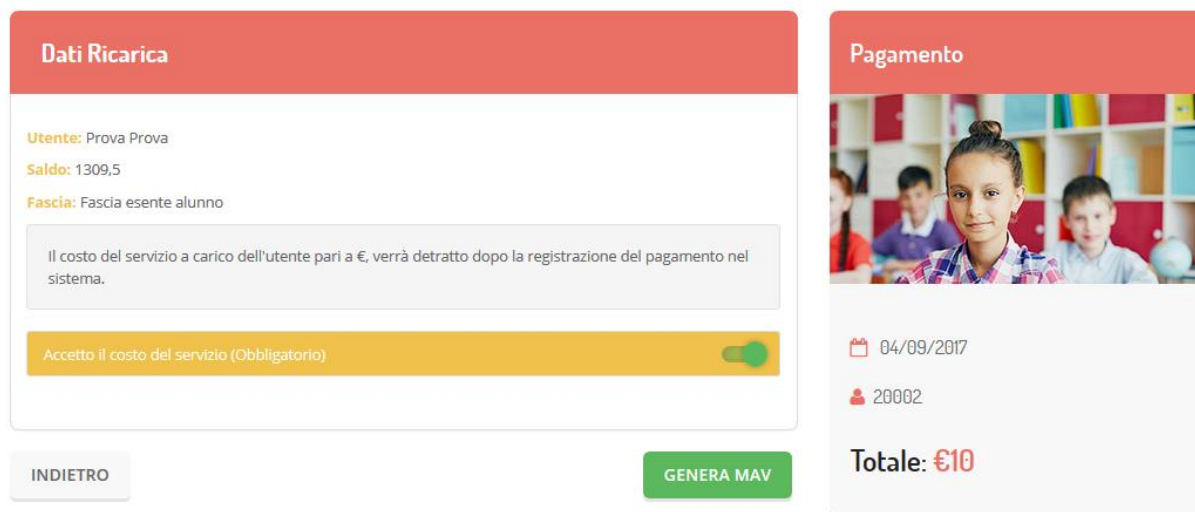 Dati Ricarica
Utente: Prova Prova
Saldo: 1309,5
Fascia: Fascia esente alunno
Il costo del servizio a carico dell'utente pari a €, verrà detratto dopo la registrazione del pagamento nel
sistema.
Accetto il costo del servizio (Obbligatorio)
INDIETRO
GENERA MAV
Pagamento
04/09/2017
20002
Totale: €10